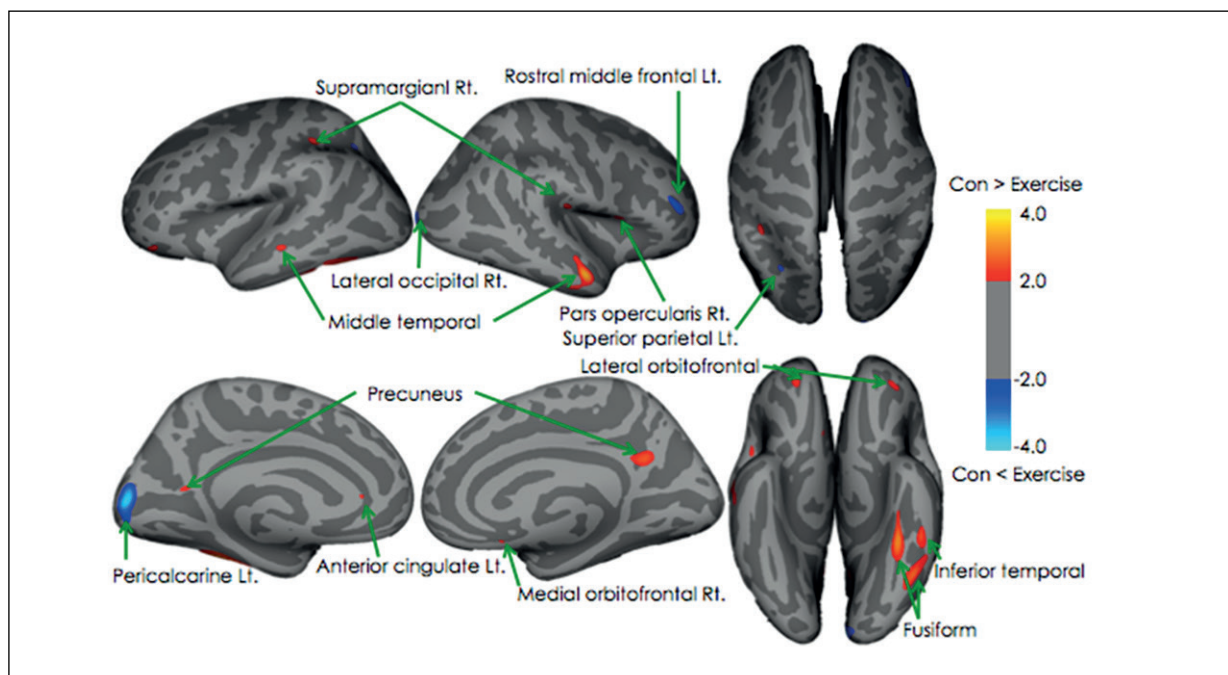 Supramargianl Rt.
Rostral middle frontal Lt.
Con > Exercise
4.0
2.0
-2.0
-4.0
Con < Exercise
Lateral occipital Rt.
Middle temporal
Pars opercularis Rt.
Superior parietal Lt.
Lateral orbitofrontal
Precuneus
Pericalcarine Lt.
Anterior cingulate Lt.
Medial orbitofrontal Rt.
Inferior temporal
Fusiform